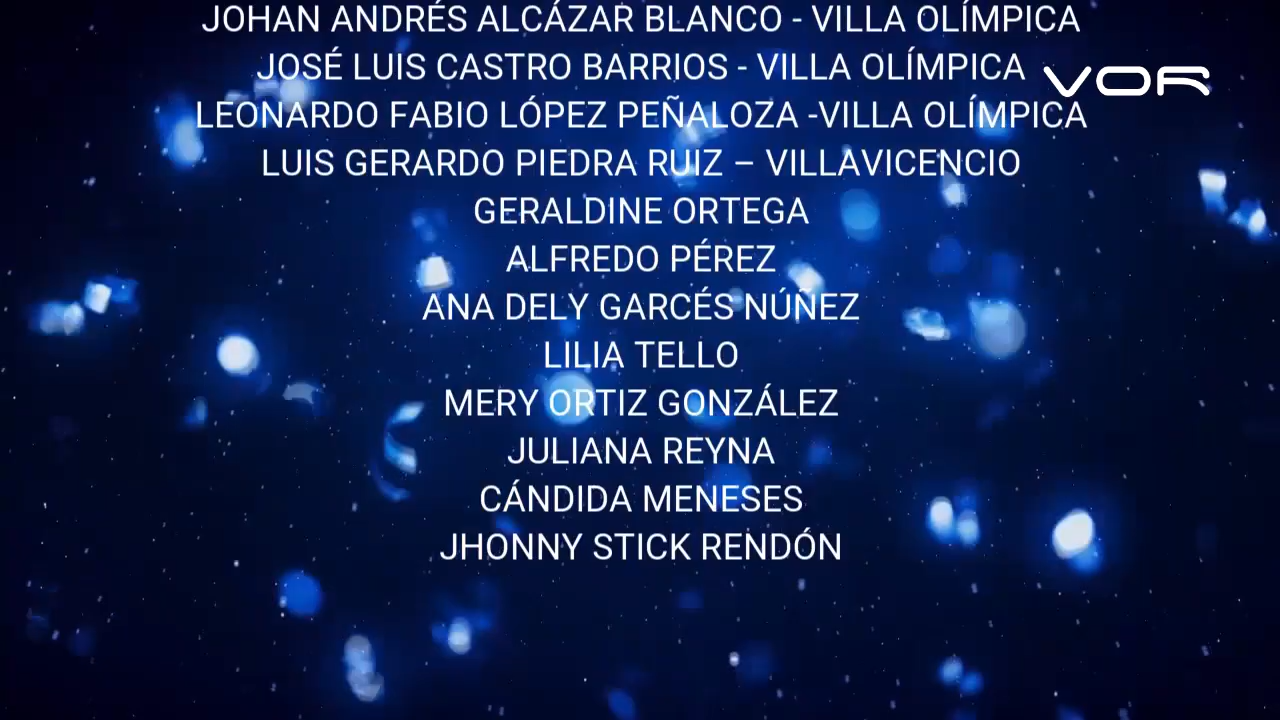 JOHAN ANDRÉS ALCÁZAR BLANCO - VILLA OLÍMPICA
JOSÉ LUIS CASTRO BARRIOS - VILLA OLÍMPICA
VOR
LEONARDO FABIO LÓPEZ PEÑALOZA -VILLA OLÍMPICA
LUIS GERARDO PIEDRA RUIZ – VILLAVICENCIO
GERALDINE ORTEGA
ALFREDO PÉREZ
ANA DELY GARCÉS NÚÑEZ
LILIA TELLO
MERY ORTIZ GONZÁLEZ
JULIANA REYNA
CÁNDIDA MENESES
JHONNY STICK RENDÓN